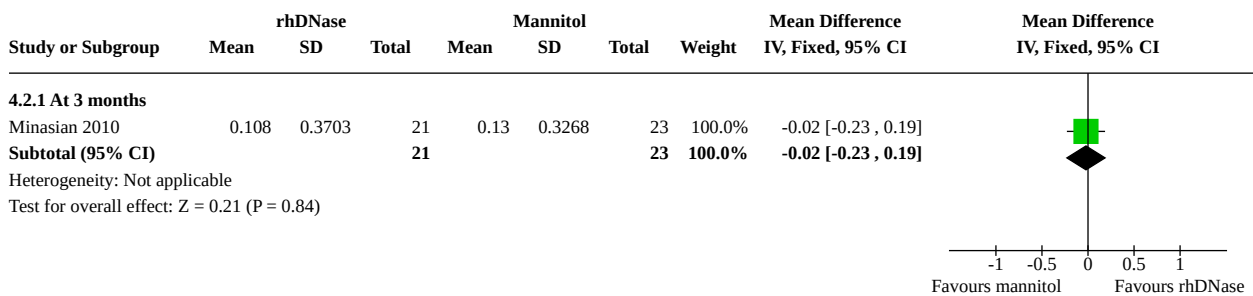 rhDNase Mannitol Mean Difference Mean Difference
Study or Subgroup Mean SD Total Mean SD Total Weight IV, Fixed, 95% CI IV, Fixed, 95% CI
4.2.1 At 3 months
Minasian 2010 0.108 0.3703 21 0.13 0.3268 23 100.0% -0.02 [-0.23 , 0.19]
Subtotal (95% CI) 21 23 100.0% -0.02 [-0.23 , 0.19]
Heterogeneity: Not applicable
Test for overall effect: Z = 0.21 (P = 0.84)
-1 -0.5 0 0.5 1
Favours mannitol Favours rhDNase